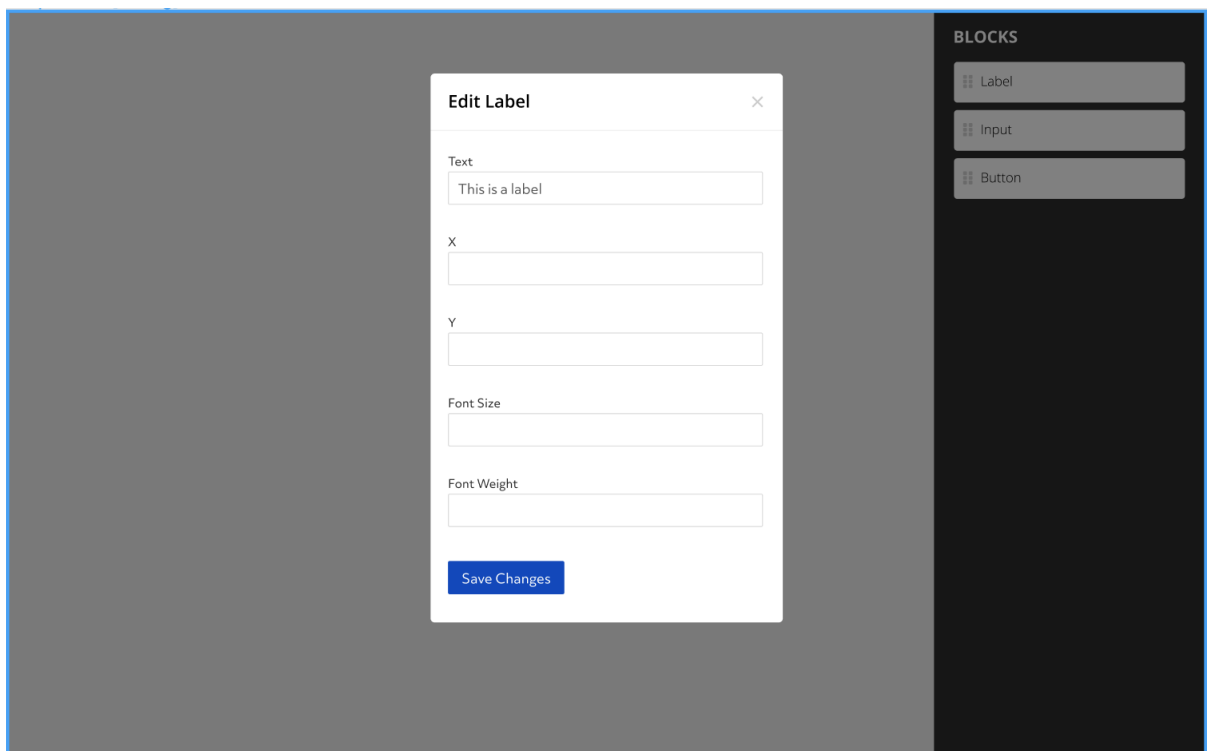 BLOCKS
Label
Input
Button
Edit Label
Text
This is a label
X
Y
Font Size
Font Weight
Save Changes